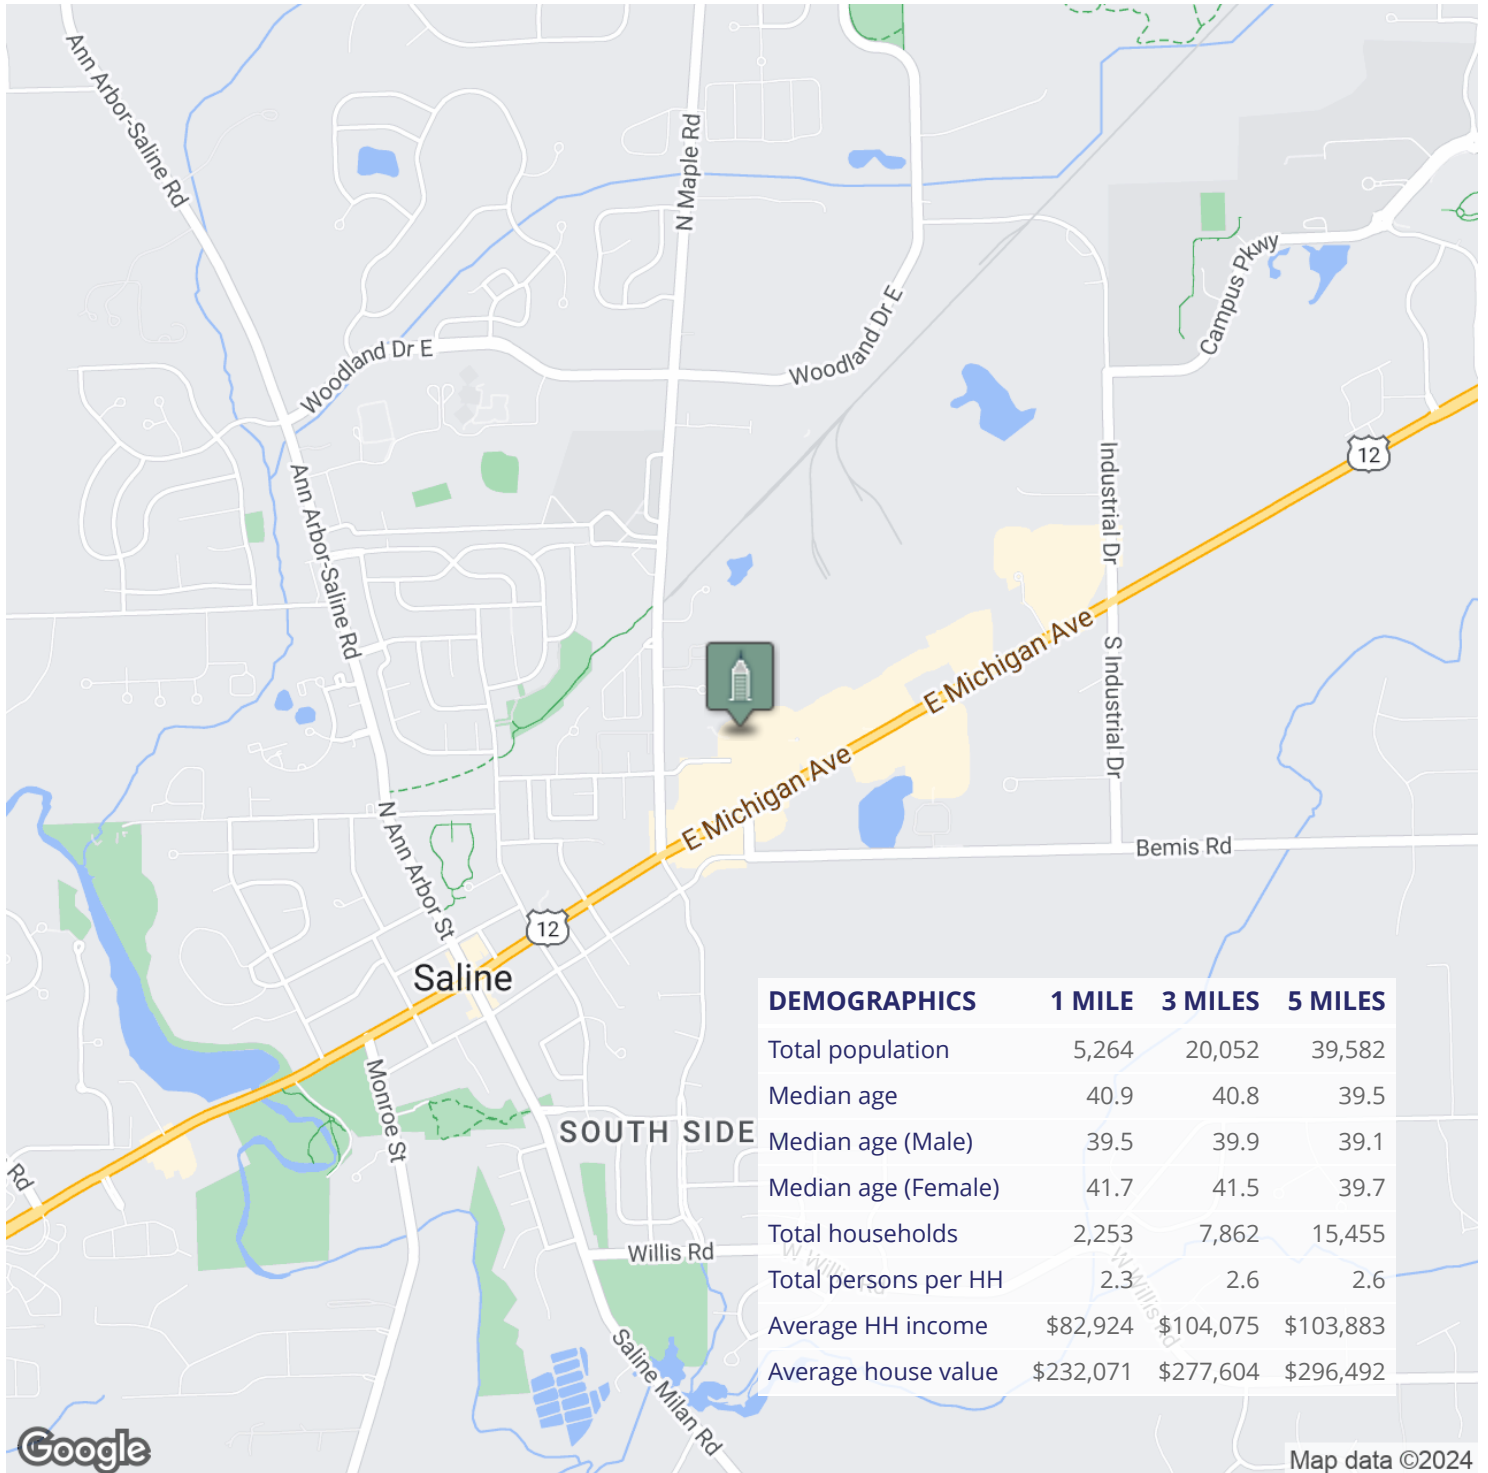 Ann Arbor-Saline Rd
N Maple Rd
Campus Pkwy
Woodland Dr E
Woodland Dr E
12
Industrial Dr
Ann Arbor-Saline Rd
E Michigan Ave
S Industrial Dr
E Michigan Ave
N Ann Arbor St
Bemis Rd
12
Saline
Monroe St
SOUTH SIDE
Rd
Willis Rd
W Willis Rd
W Willis Rd
Saline Milan Rd
DEMOGRAPHICS 1 MILE 3 MILES 5 MILES
Total population 5,264 20,052 39,582
Median age 40.9 40.8 39.5
Median age (Male) 39.5 39.9 39.1
Median age (Female) 41.7 41.5 39.7
Total households 2,253 7,862 15,455
Total persons per HH 2.3 2.6 2.6
Average HH income $82,924 $104,075 $103,883
Average house value $232,071 $277,604 $296,492
Google
Map data ©2024